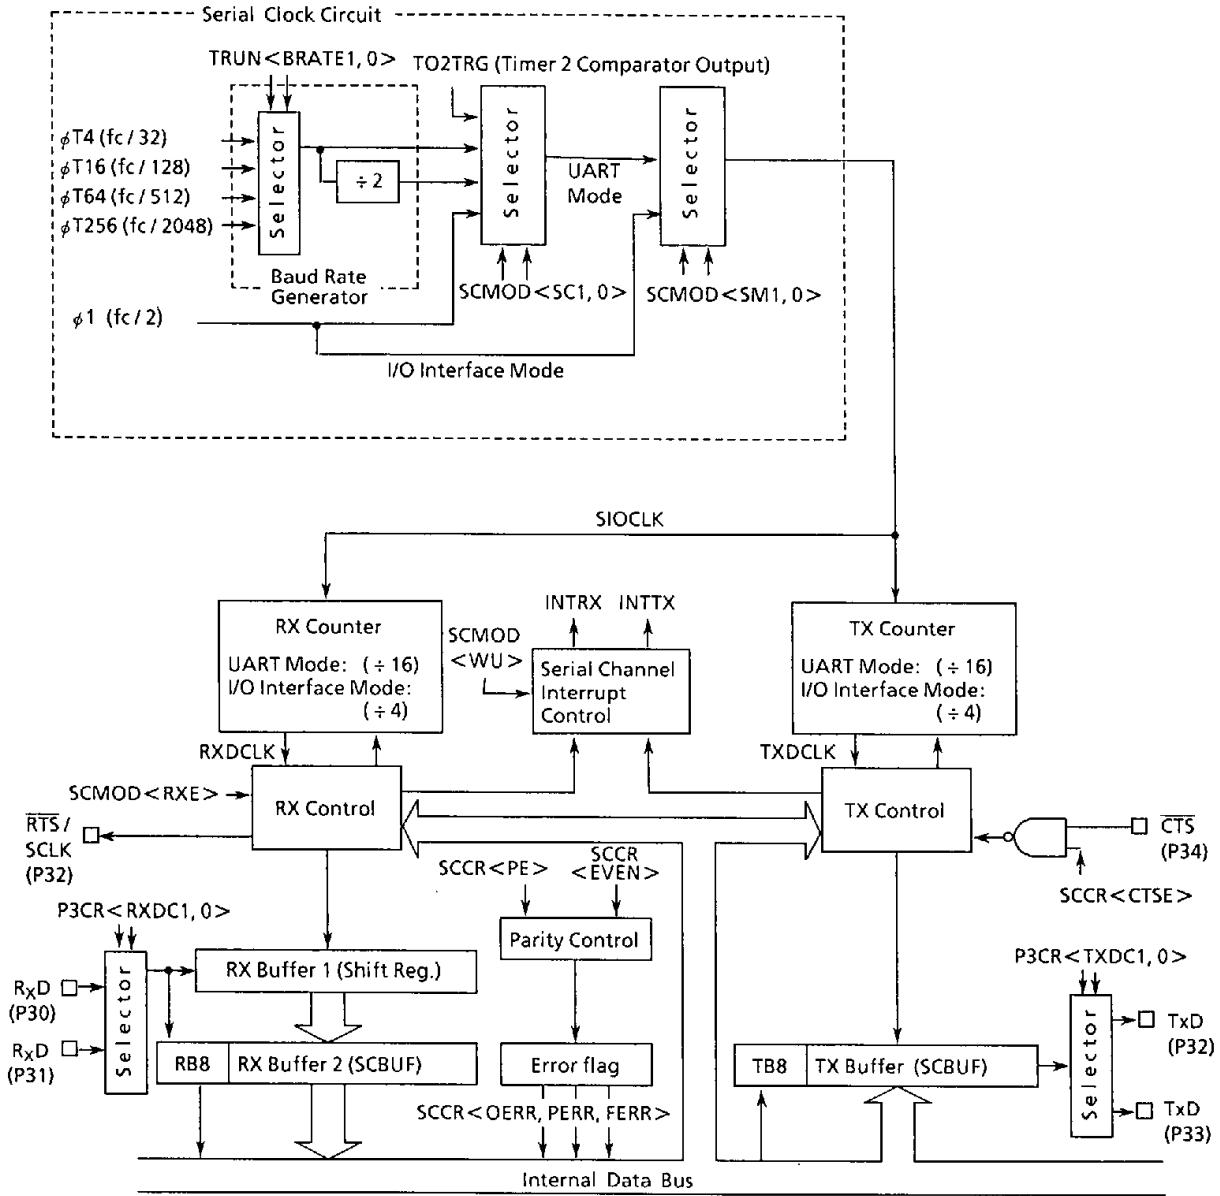 Serial Clock Circuit
TRUN<BRATE1, 0>
TO2TRG (Timer 2 Comparator Output)
φT4 (fc/32)
φT16 (fc/128)
φT64 (fc/512)
φT256 (fc/2048)
Selector
÷2
Selector
Selector
UART
Mode
Baud Rate
Generator
SCMOD<SC1, 0>
SCMOD<SM1, 0>
φ1 (fc/2)
I/O Interface Mode
SIOCLK
RX Counter
UART Mode: (÷16)
I/O Interface Mode:
(÷4)
INTRX
INTTX
SCMOD
<WU>
Serial Channel
Interrupt
Control
TX Counter
UART Mode: (÷16)
I/O Interface Mode:
(÷4)
RXDCLK
TXDCLK
SCMOD<RXE>
RX Control
TX Control
RTS/
SCLK
(P32)
CTS
(P34)
SCCR<CTSE>
SCCR<PE>
SCCR
<EVEN>
P3CR<RXDC1, 0>
Parity Control
P3CR<TXDC1, 0>
RXD
(P30)
RXD
(P31)
Selector
RX Buffer 1 (Shift Reg.)
RB8
RX Buffer 2 (SCBUF)
Error flag
SCCR<OERR, PERR, FERR>
TB8
TX Buffer (SCBUF)
Selector
TxD
(P32)
TxD
(P33)
Internal Data Bus